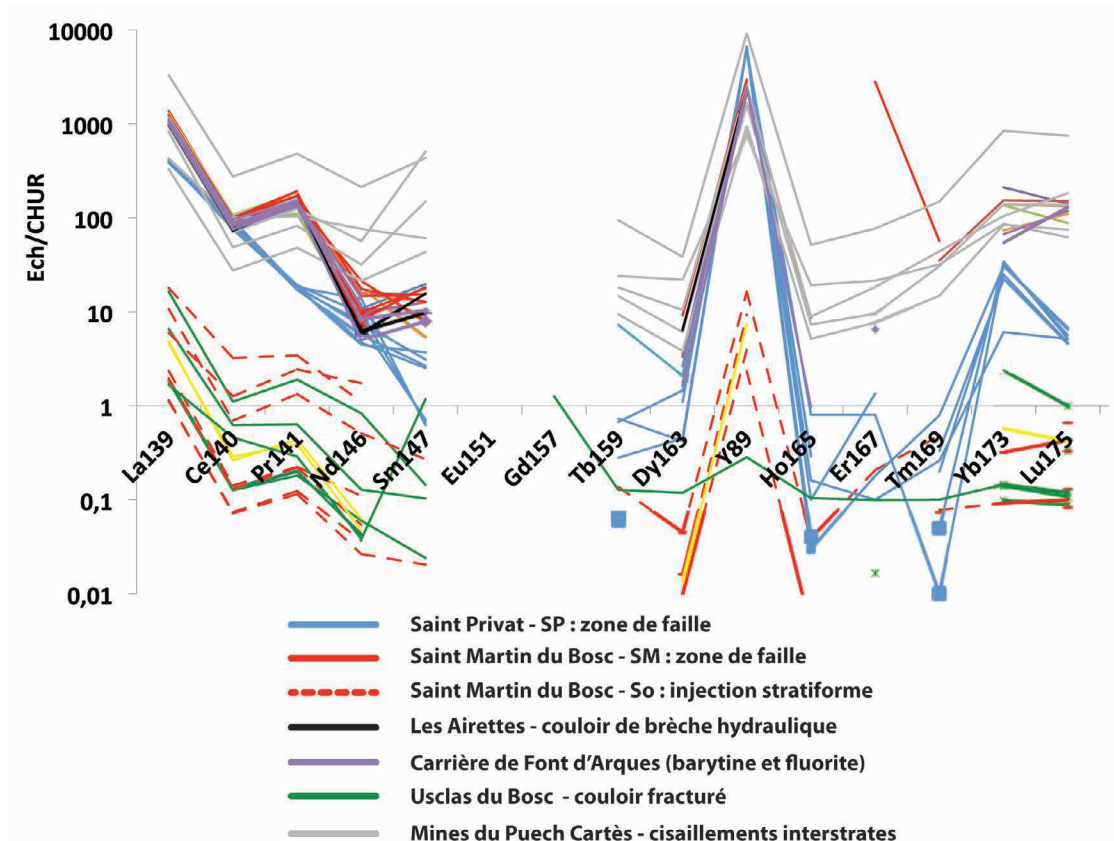 10000
1000
100
10
1
0,1
0,01
Ech/CHUR
La139
Ce140
Pr141
Nd146
Sm147
Eu151
Gd157
Tb159
Dy163
Y89
Ho165
Er167
Tm169
Yb173
Lu175
Saint Privat - SP : zone de faille
Saint Martin du Bosc - SM : zone de faille
Saint Martin du Bosc - So : injection stratiforme
Les Airettes - couloir de brèche hydraulique
Carrière de Font d'Arques (barytine et fluorite)
Usclas du Bosc - couloir fracturé
Mines du Puech Cartès - cisaillements interstrates